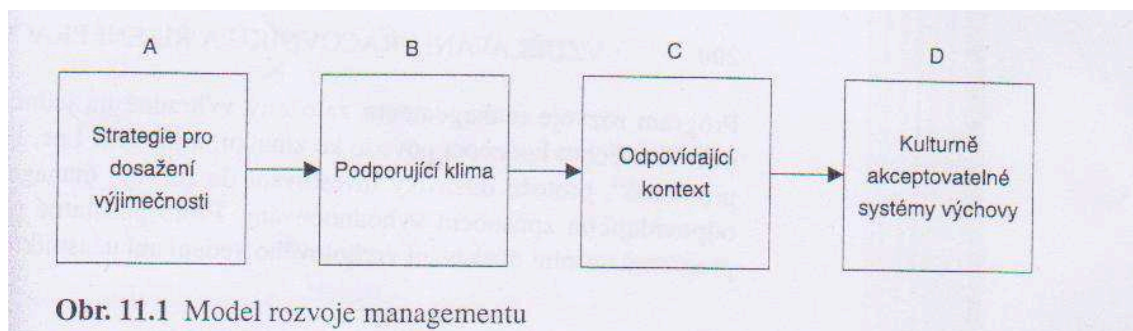 A
B
C
D
Strategie pro
dosažení
výjimečnosti
Podporující klima
Odpovídající
kontext
Kulturně
akceptovatelné
systémy výchovy
Obr. 11.1 Model rozvoje managementu